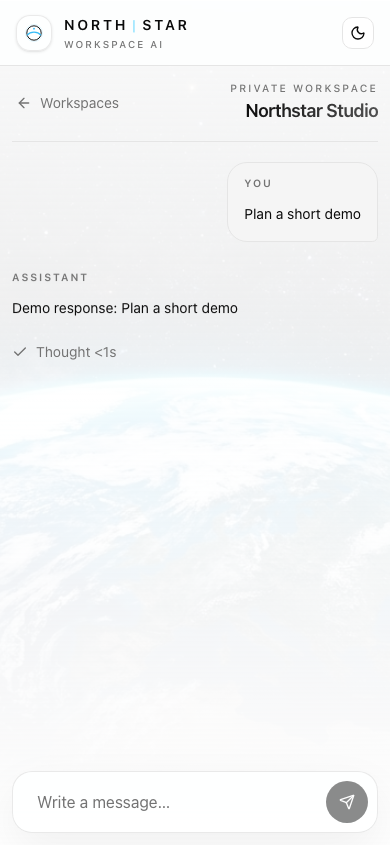 NORTH | STAR
WORKSPACE AI
Workspaces
PRIVATE WORKSPACE
Northstar Studio
YOU
Plan a short demo
ASSISTANT
Demo response: Plan a short demo
Thought <1s
Write a message...